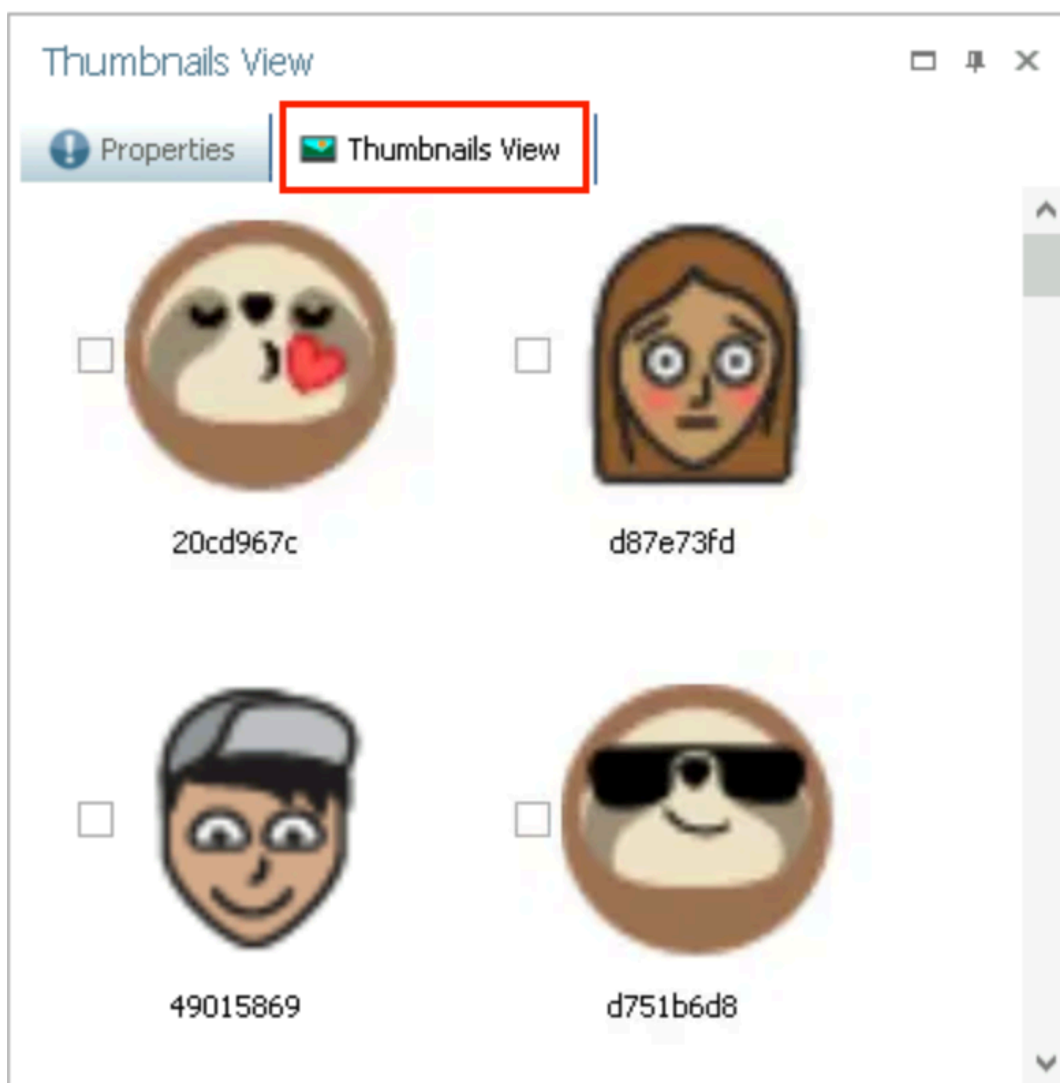 Thumbnails View
Properties
Thumbnails View
20cd967c
d87e73fd
49015869
d751b6d8